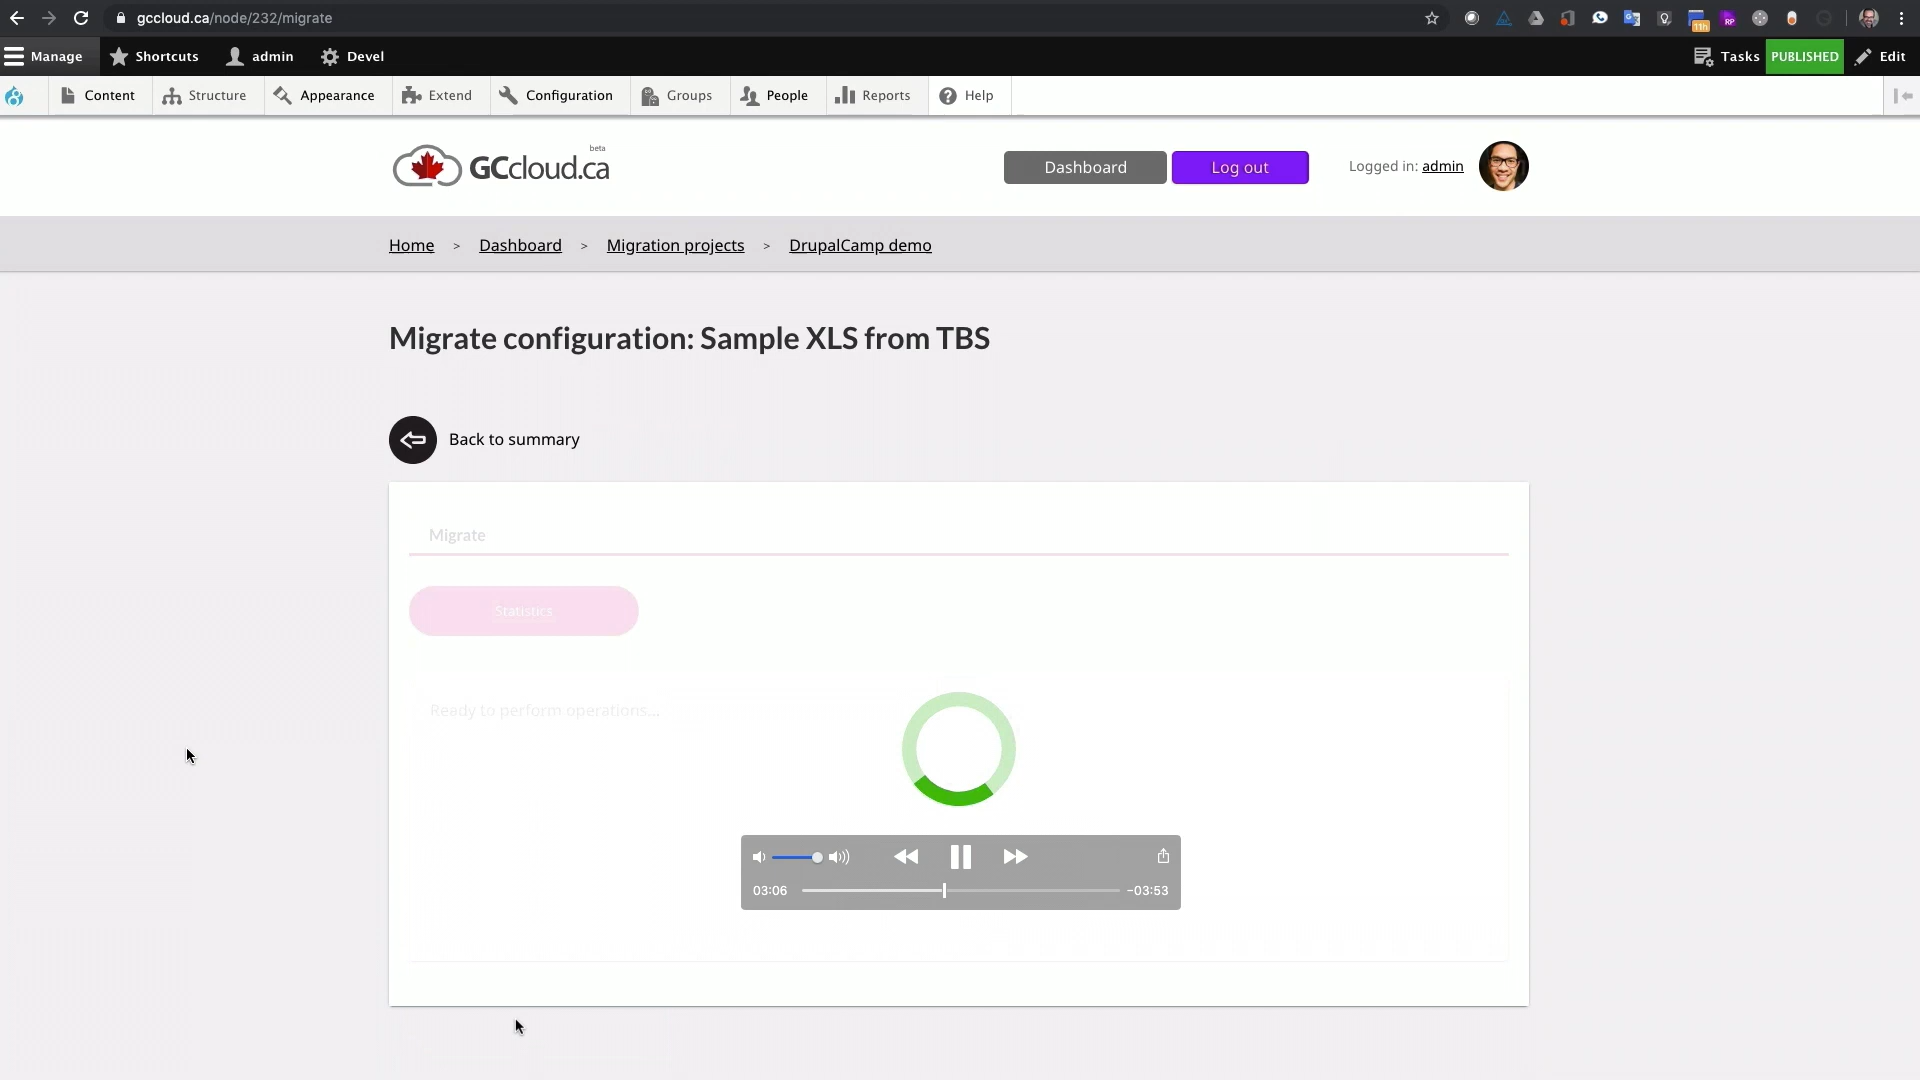 gccloud.ca/node/232/migrate
11h
RP
Manage Shortcuts admin Devel Tasks PUBLISHED Edit
Content Structure Appearance Extend Configuration Groups People Reports Help
GCcloud.ca beta
Dashboard Log out Logged in: admin
Home > Dashboard > Migration projects > DrupalCamp demo
Migrate configuration: Sample XLS from TBS
Back to summary
Migrate
Statistics
Ready to perform operations...
03:06 -03:53